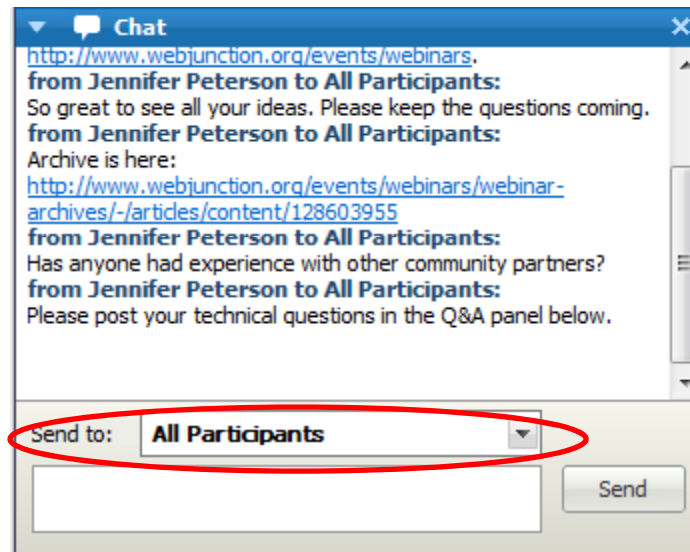 Chat
http://www.webjunction.org/events/webinars.
from Jennifer Peterson to All Participants:
So great to see all your ideas. Please keep the questions coming.
from Jennifer Peterson to All Participants:
Archive is here:
http://www.webjunction.org/events/webinars/webinar-
archives/-/articles/content/128603955
from Jennifer Peterson to All Participants:
Has anyone had experience with other community partners?
from Jennifer Peterson to All Participants:
Please post your technical questions in the Q&A panel below.
Send to: All Participants
Send